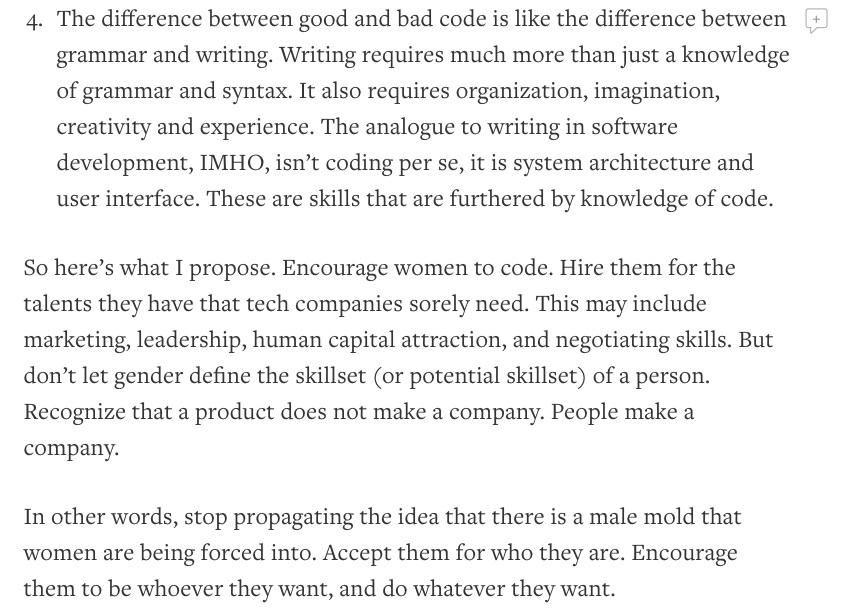 4. The difference between good and bad code is like the difference between
grammar and writing. Writing requires much more than just a knowledge
of grammar and syntax. It also requires organization, imagination,
creativity and experience. The analogue to writing in software
development, IMHO, isn’t coding per se, it is system architecture and
user interface. These are skills that are furthered by knowledge of code.
So here’s what I propose. Encourage women to code. Hire them for the
talents they have that tech companies sorely need. This may include
marketing, leadership, human capital attraction, and negotiating skills. But
don’t let gender define the skillset (or potential skillset) of a person.
Recognize that a product does not make a company. People make a
company.
In other words, stop propagating the idea that there is a male mold that
women are being forced into. Accept them for who they are. Encourage
them to be whoever they want, and do whatever they want.